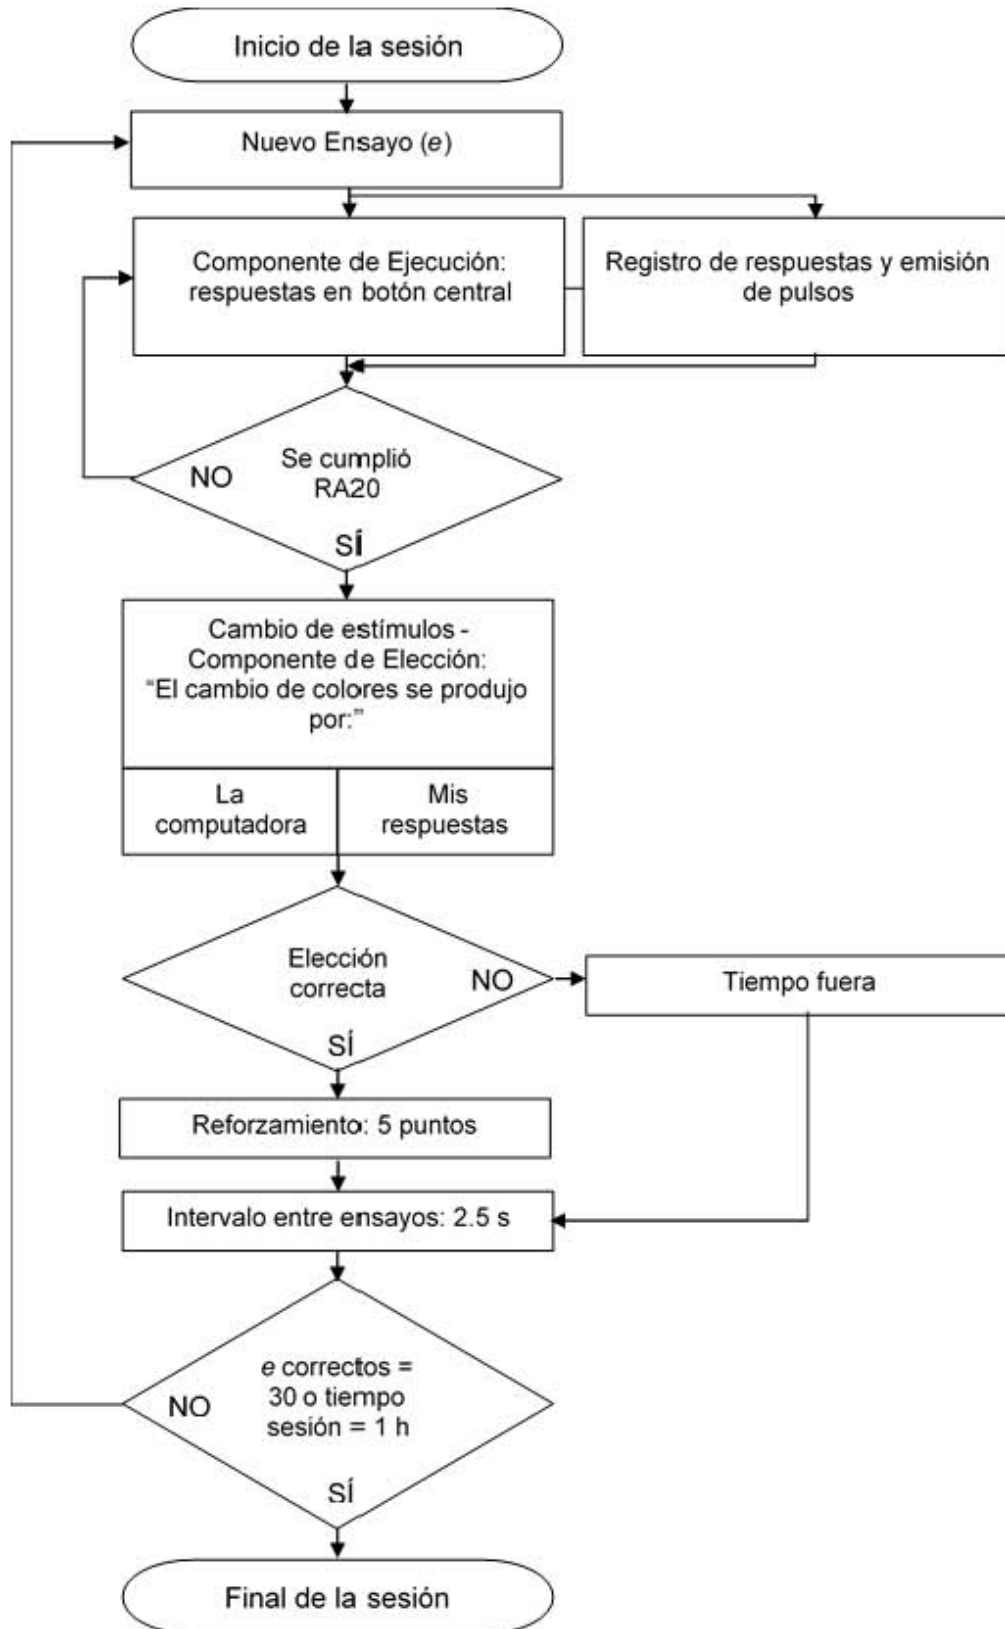 Inicio de la sesión
Nuevo Ensayo (e)
Componente de Ejecución:
respuestas en botón central
Registro de respuestas y emisión
de pulsos
Se cumplió
RA20
NO
SÍ
Cambio de estímulos -
Componente de Elección:
“El cambio de colores se produjo
por:”
La
computadora
Mis
respuestas
Elección
correcta
NO
SÍ
Tiempo fuera
Reforzamiento: 5 puntos
Intervalo entre ensayos: 2.5 s
e correctos =
30 o tiempo
sesión = 1 h
NO
SÍ
Final de la sesión